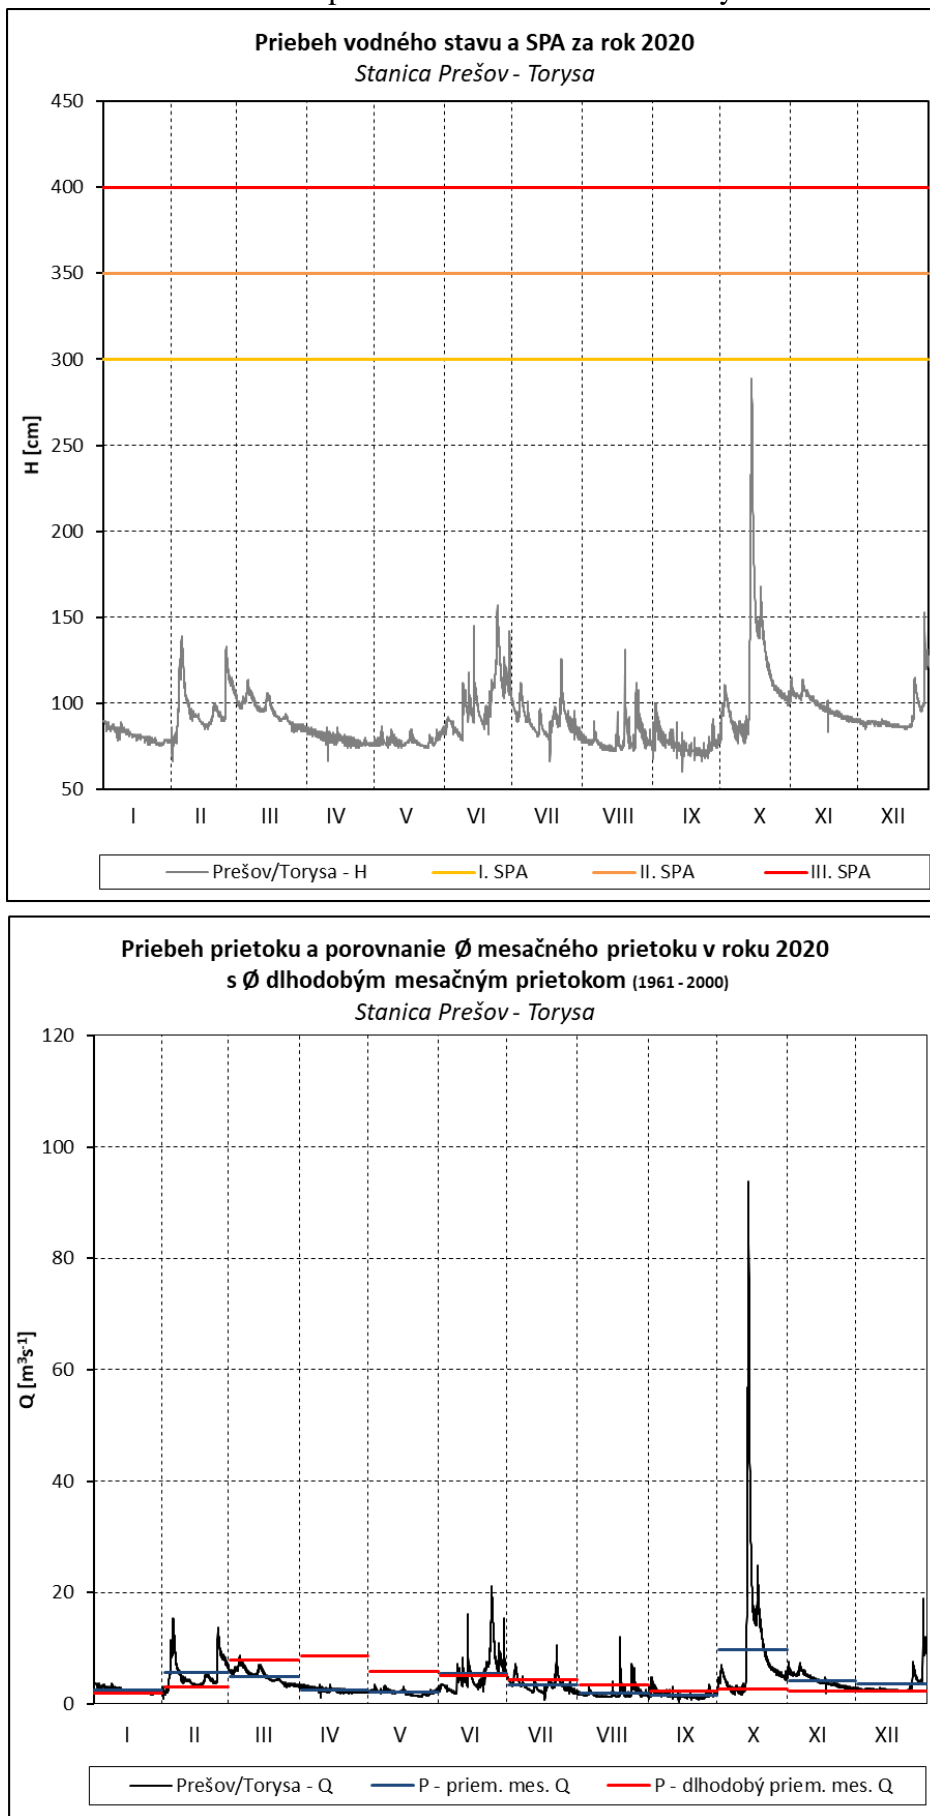 Priebeh vodného stavu a SPA za rok 2020
Stanica Prešov - Torysa
450
400
350
300
250
200
150
100
50
H [cm]
I II III IV V VI VII VIII IX X XI XII
Prešov/Torysa - H I. SPA II. SPA III. SPA
Priebeh prietoku a porovnanie Ø mesačného prietoku v roku 2020
s Ø dlhodobým mesačným prietokom (1961 - 2000)
Stanica Prešov - Torysa
120
100
80
60
40
20
0
Q [m³s⁻¹]
I II III IV V VI VII VIII IX X XI XII
Prešov/Torysa - Q P - priem. mes. Q P - dlhodobý priem. mes. Q